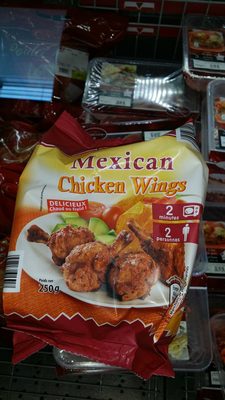 Mexican
Chicken Wings
DELICIEUX
Chaud ou froid !
2
minutes
2
personnes
Poids net
250g